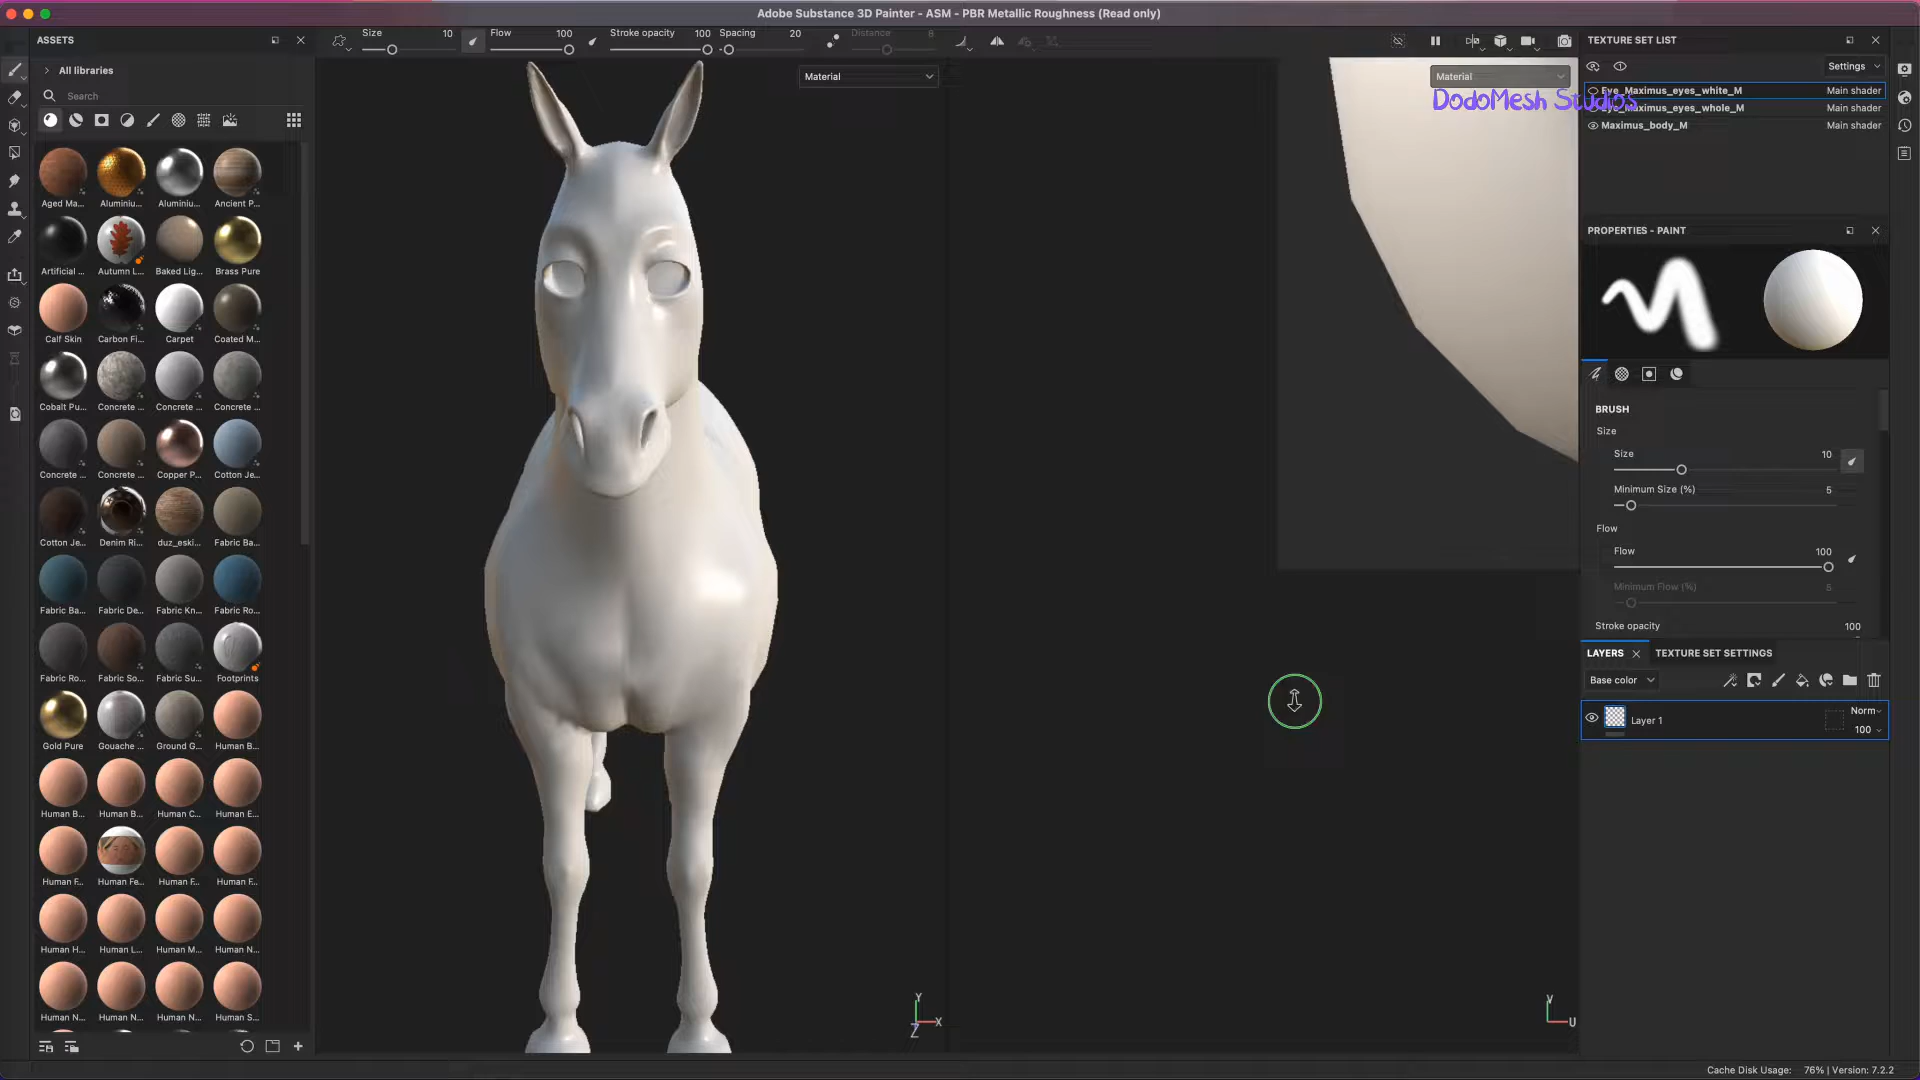 Adobe Substance 3D Painter - ASM - PBR Metallic Roughness (Read only)
ASSETS
Size 10
Flow 100
Stroke opacity 100
Spacing 20
Distance 8
TEXTURE SET LIST
All libraries
Search
Material
Material
DodoMesh Studios
Settings
Eye_Maximus_eyes_white_M Main shader
Eye_Maximus_eyes_whole_M Main shader
Maximus_body_M Main shader
Aged Ma... Aluminiu... Aluminiu... Ancient P...
Artificial ... Autumn L... Baked Lig... Brass Pure
Calf Skin Carbon Fi... Carpet Coated M...
Cobalt Pu... Concrete ... Concrete ... Concrete ...
Concrete ... Concrete ... Copper P... Cotton Je...
Cotton Je... Denim Ri... duz_eski... Fabric Ba...
Fabric Ba... Fabric De... Fabric Kn... Fabric Ro...
Fabric Ro... Fabric So... Fabric Su... Footprints
Gold Pure Gouache ... Ground G... Human B...
Human B... Human B... Human C... Human E...
Human F... Human Fe... Human F... Human F...
Human H... Human L... Human M... Human N...
Human N... Human N... Human N... Human S...
PROPERTIES - PAINT
BRUSH
Size
Size 10
Minimum Size (%) 5
Flow
Flow 100
Minimum Flow (%) 5
Stroke opacity 100
LAYERS TEXTURE SET SETTINGS
Base color
Layer 1
Norm
100
Y
X
Z
V
U
Cache Disk Usage: 76% | Version: 7.2.2